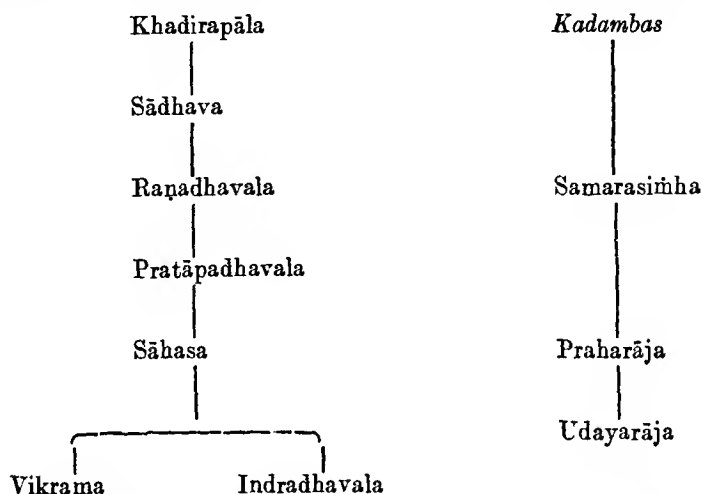 Khadirapāla Kadambas
Sādhava
Raṇadhavala Samarasiṁha
Pratāpadhavala
Sāhasa Praharāja
Udayarāja
Vikrama Indradhavala